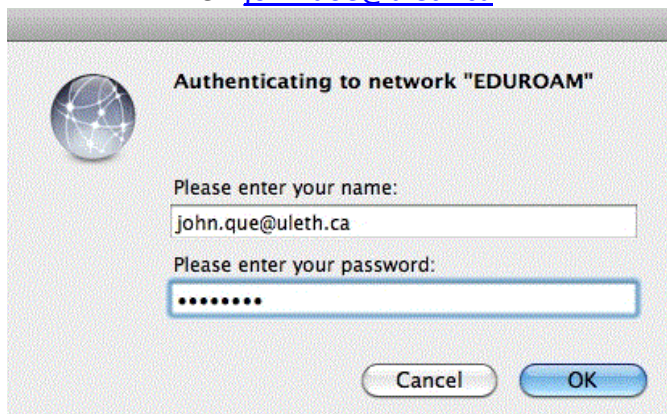 Authenticating to network "EDUROAM"
Please enter your name:
john.que@uleth.ca
Please enter your password:
••••••••
Cancel OK